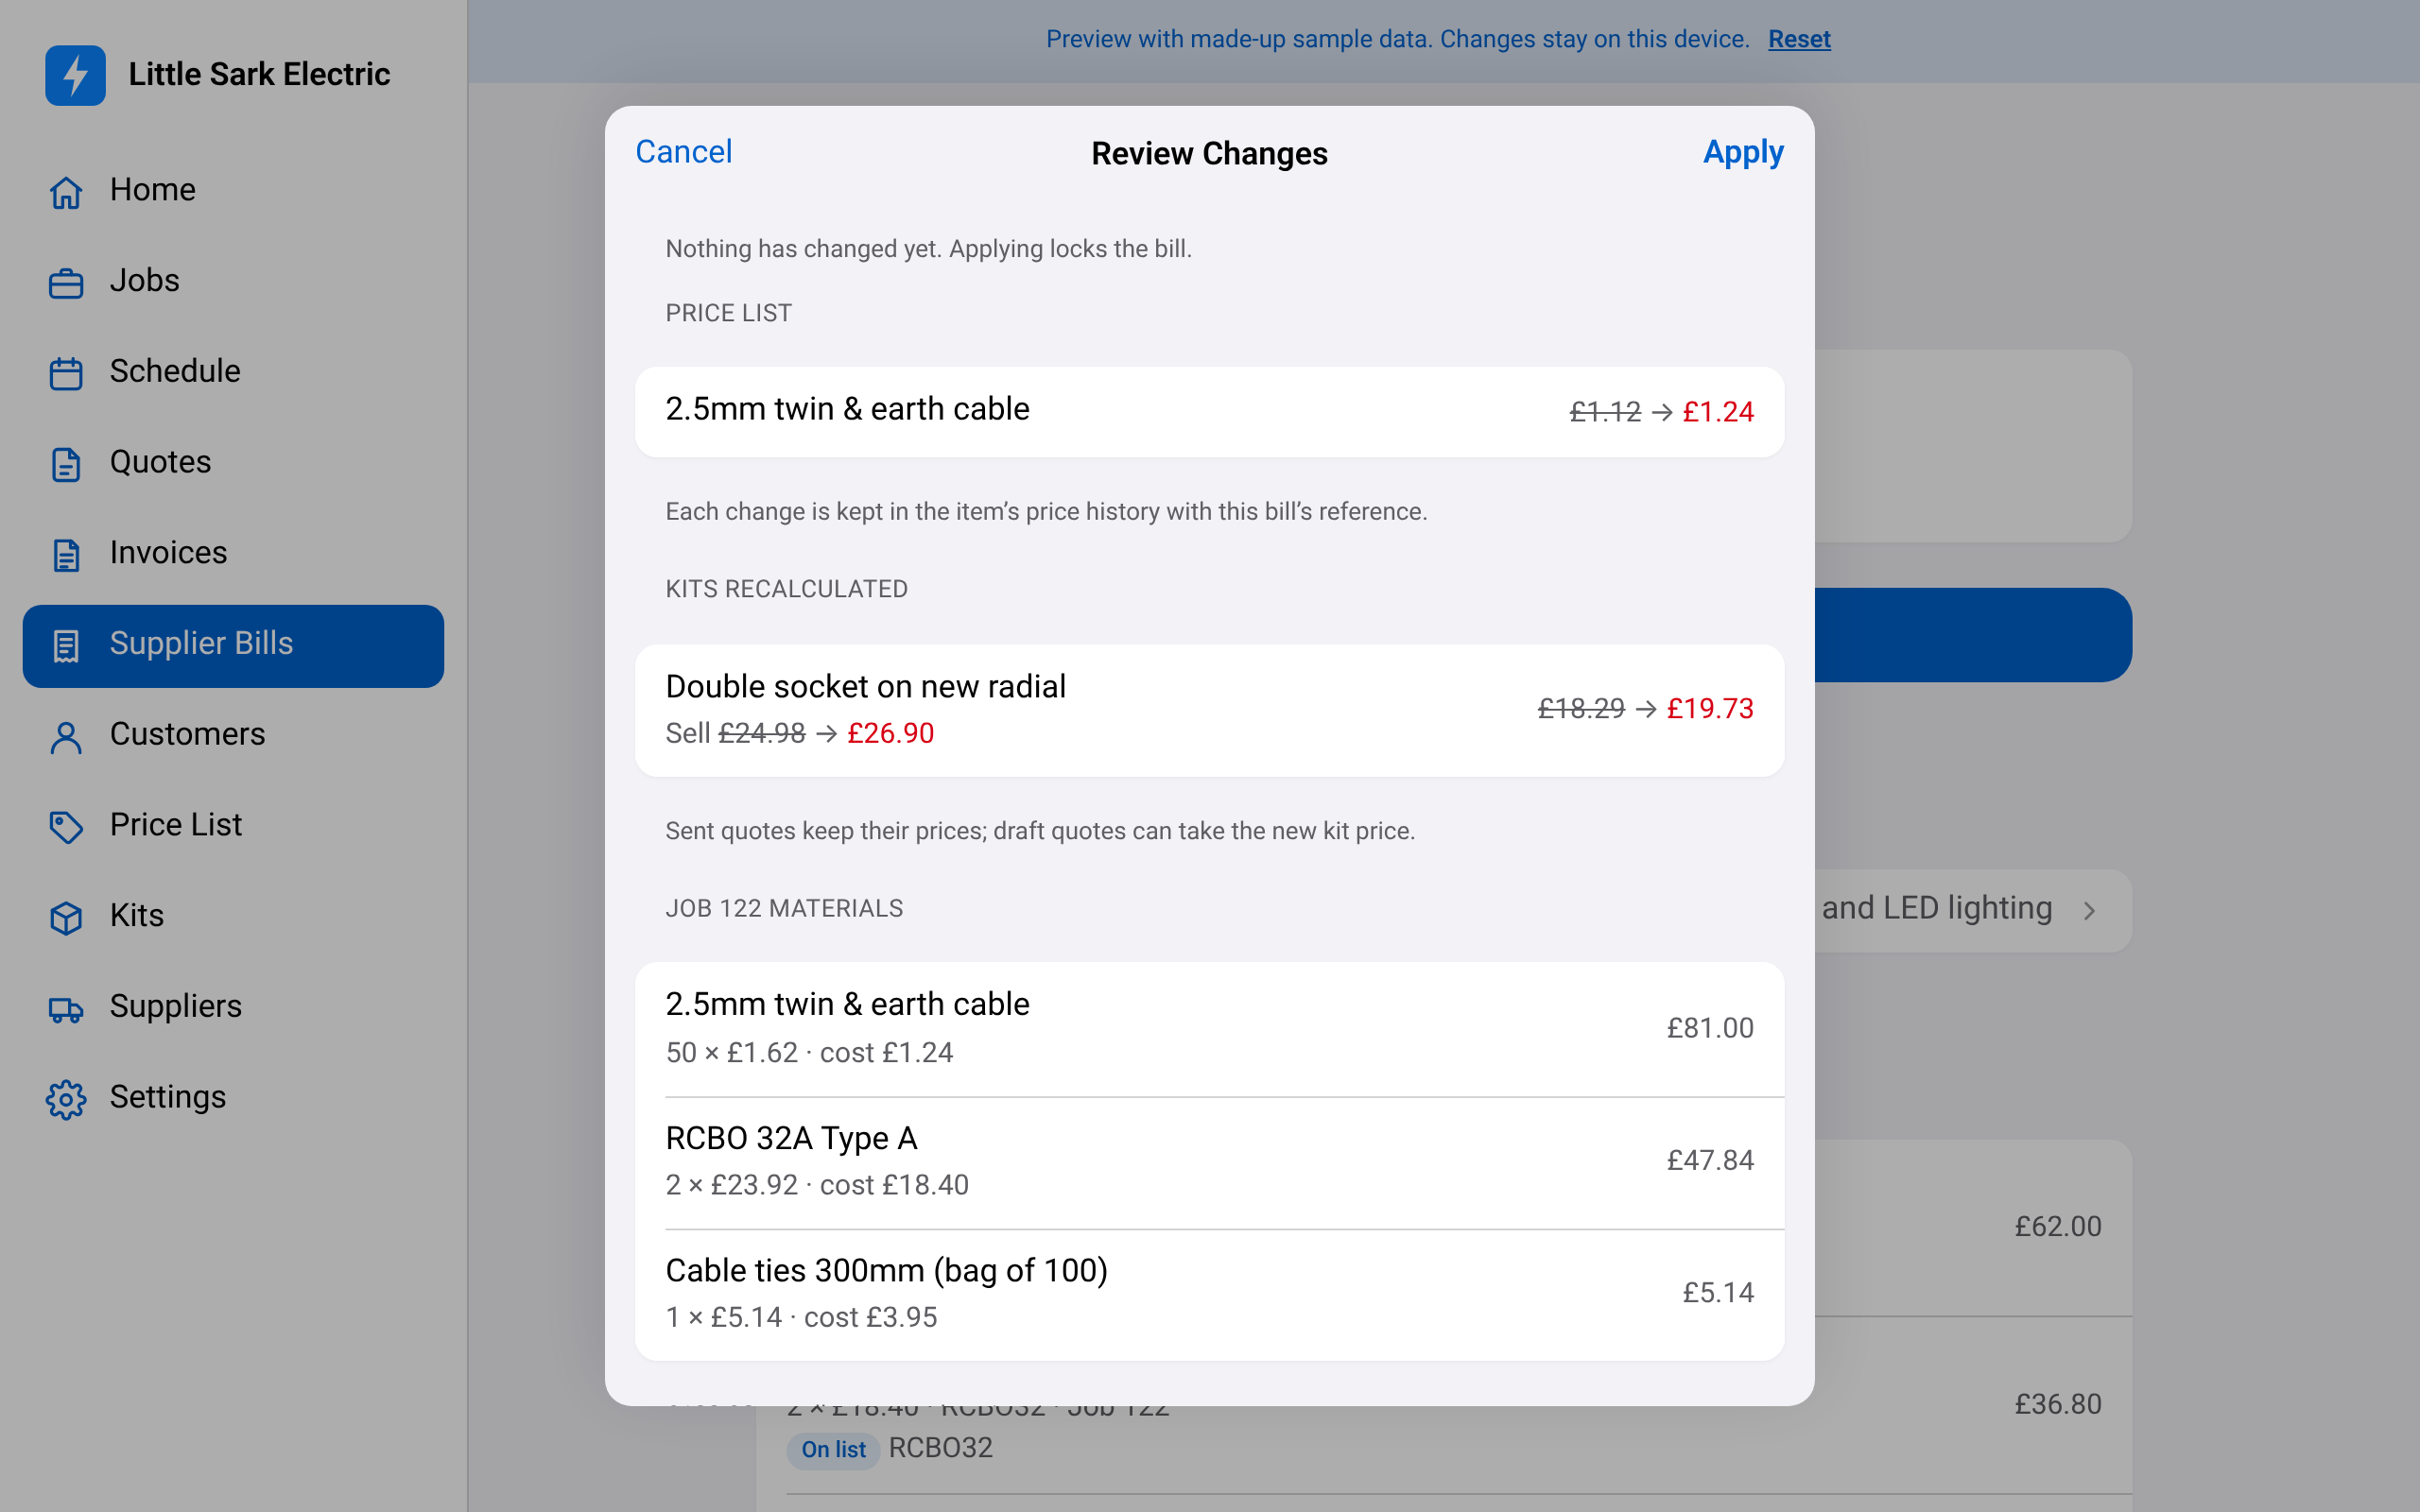 Little Sark Electric
Home
Jobs
Schedule
Quotes
Invoices
Supplier Bills
Customers
Price List
Kits
Suppliers
Settings
Preview with made-up sample data. Changes stay on this device. Reset
Cancel
Review Changes
Apply
Nothing has changed yet. Applying locks the bill.
PRICE LIST
2.5mm twin & earth cable
£1.12 → £1.24
Each change is kept in the item’s price history with this bill’s reference.
KITS RECALCULATED
Double socket on new radial
Sell £24.98 → £26.90
£18.29 → £19.73
Sent quotes keep their prices; draft quotes can take the new kit price.
JOB 122 MATERIALS
2.5mm twin & earth cable
50 × £1.62 · cost £1.24
£81.00
RCBO 32A Type A
2 × £23.92 · cost £18.40
£47.84
Cable ties 300mm (bag of 100)
1 × £5.14 · cost £3.95
£5.14
and LED lighting
£62.00
2 × £18.40 · RCBO32 · Job 122
£36.80
On list RCBO32